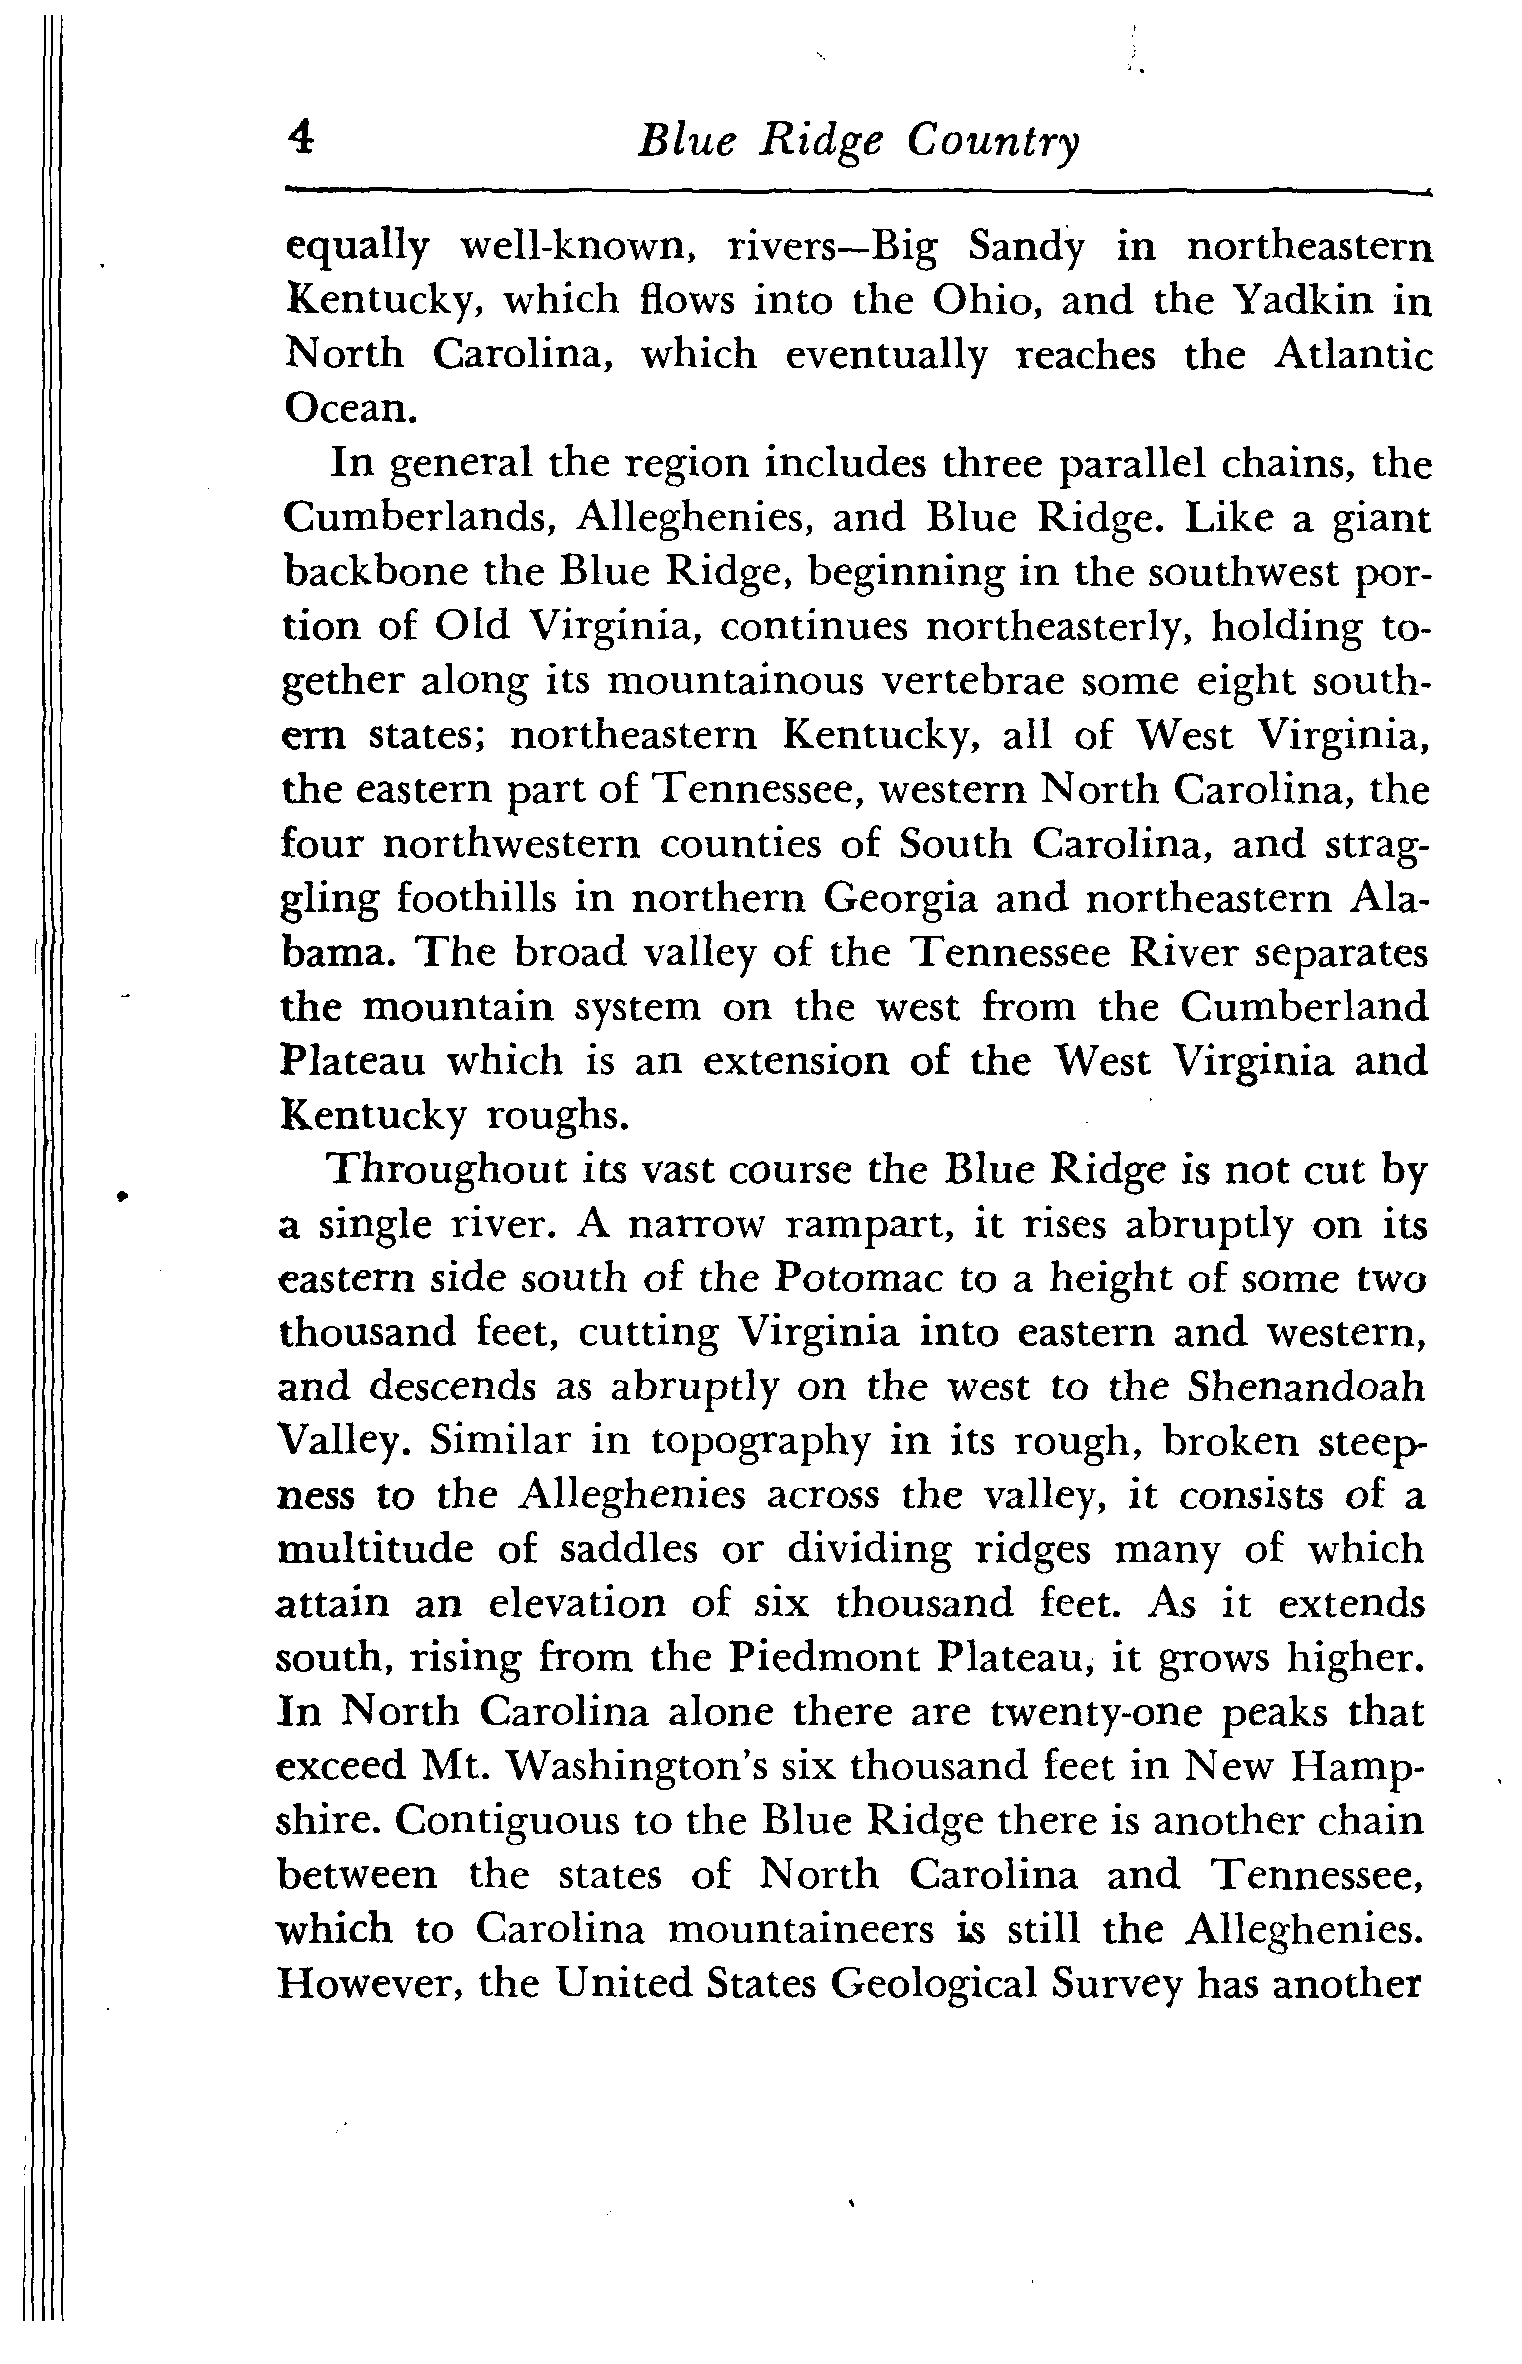 4 Blue Ridge Country
equally well-known, rivers—Big Sandy in northeastern
Kentucky, which flows into the Ohio, and the Yadkin in
North Carolina, which eventually reaches the Atlantic
Ocean.
In general the region includes three parallel chains, the
Cumberlands, Alleghenies, and Blue Ridge. Like a giant
backbone the Blue Ridge, beginning in the southwest por-
tion of Old Virginia, continues northeasterly, holding to-
gether along its mountainous vertebrae some eight south-
ern states; northeastern Kentucky, all of West Virginia,
the eastern part of Tennessee, western North Carolina, the
four northwestern counties of South Carolina, and strag-
gling foothills in northern Georgia and northeastern Ala-
bama. The broad valley of the Tennessee River separates
the mountain system on the west from the Cumberland
Plateau which is an extension of the West Virginia and
Kentucky roughs.
Throughout its vast course the Blue Ridge is not cut by
a single river. A narrow rampart, it rises abruptly on its
eastern side south of the Potomac to a height of some two
thousand feet, cutting Virginia into eastern and western,
and descends as abruptly on the west to the Shenandoah
Valley. Similar in topography in its rough, broken steep-
ness to the Alleghenies across the valley, it consists of a
multitude of saddles or dividing ridges many of which
attain an elevation of six thousand feet. As it extends
south, rising from the Piedmont Plateau, it grows higher.
In North Carolina alone there are twenty-one peaks that
exceed Mt. Washington's six thousand feet in New Hamp-
shire. Contiguous to the Blue Ridge there is another chain
between the states of North Carolina and Tennessee,
which to Carolina mountaineers is still the Alleghenies.
However, the United States Geological Survey has another